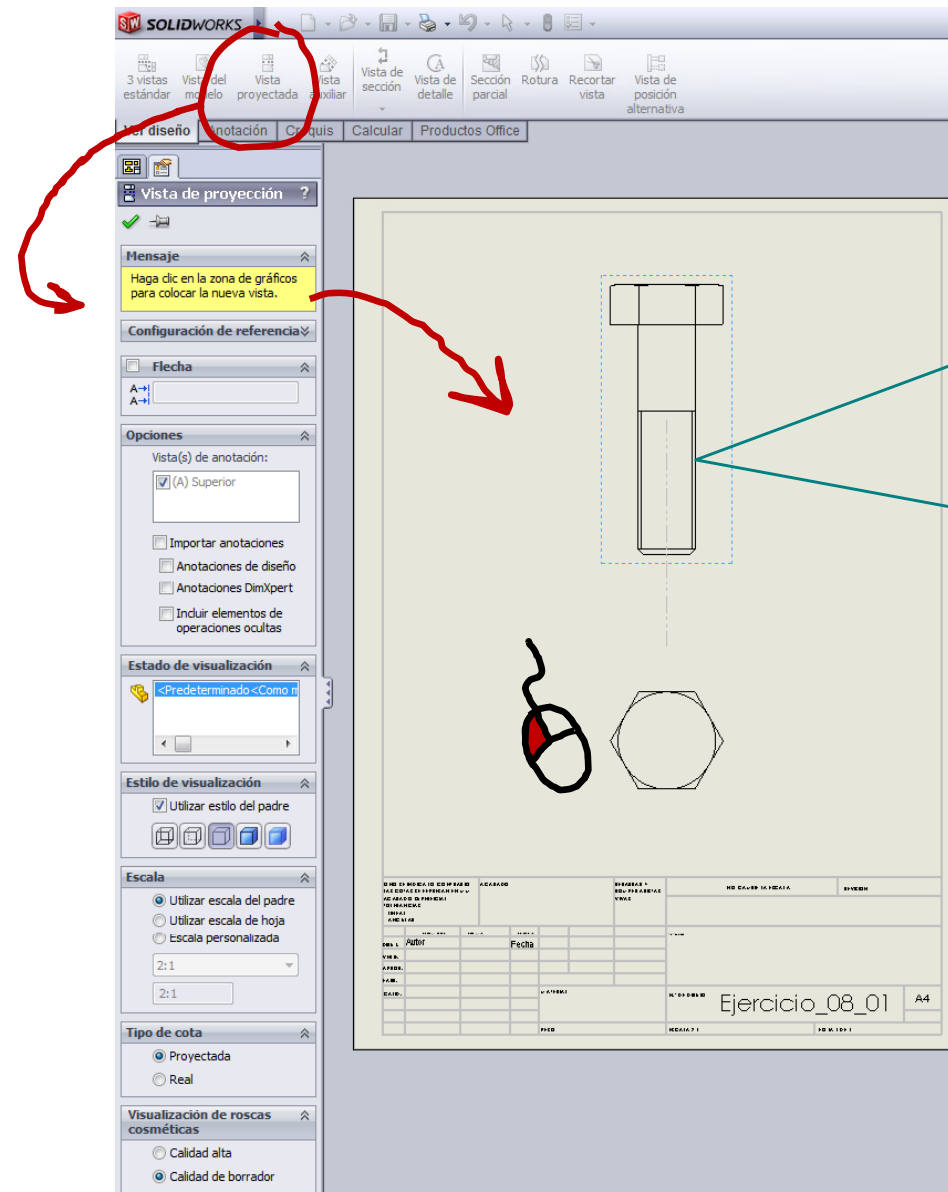 SOLIDWORKS
3 vistas estándar
Vista del modelo
Vista proyectada
Vista auxiliar
Vista de sección
Vista de detalle
Sección parcial
Rotura
Recortar vista
Vista de posición alternativa
Ver diseño
Anotación
Croquis
Calcular
Productos Office
Vista de proyección ?
Mensaje
Haga clic en la zona de gráficos
para colocar la nueva vista.
Configuración de referencia
Flecha
Opciones
Vista(s) de anotación:
(A) Superior
Importar anotaciones
Anotaciones de diseño
Anotaciones DimXpert
Incluir elementos de
operaciones ocultas
Estado de visualización
<Predeterminado<Como m
Estilo de visualización
Utilizar estilo del padre
Escala
Utilizar escala del padre
Utilizar escala de hoja
Escala personalizada
2:1
2:1
Tipo de cota
Proyectada
Real
Visualización de roscas
cosméticas
Calidad alta
Calidad de borrador
Autor
Fecha
Ejercicio_08_01
A4